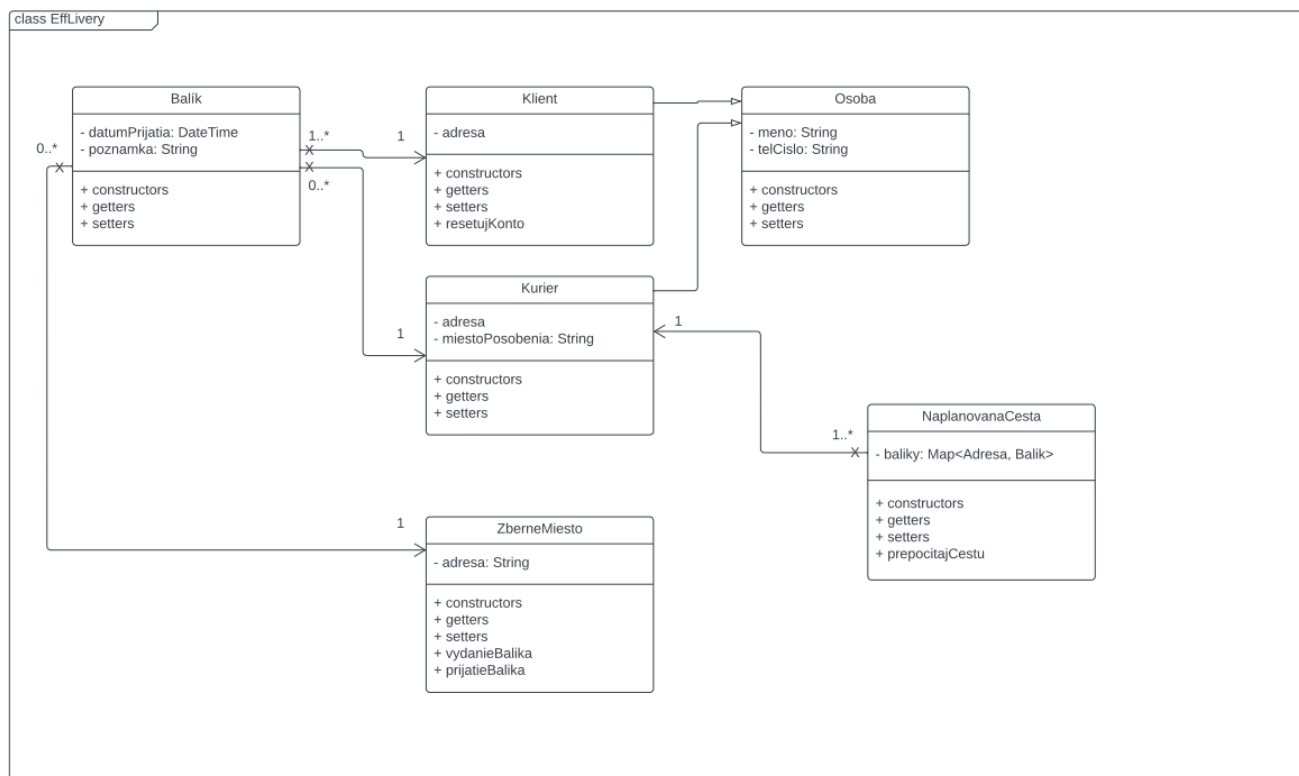 class EffLivery
Balík
- datumPrijatia: DateTime
- poznamka: String
+ constructors
+ getters
+ setters
0..*
1..*
0..*
1
Klient
- adresa
+ constructors
+ getters
+ setters
+ resetujKonto
Osoba
- meno: String
- telCislo: String
+ constructors
+ getters
+ setters
1
Kurier
- adresa
- miestoPosobenia: String
+ constructors
+ getters
+ setters
1
1..*
NaplanovanaCesta
- baliky: Map<Adresa, Balik>
+ constructors
+ getters
+ setters
+ prepocitajCestu
1
ZberneMiesto
- adresa: String
+ constructors
+ getters
+ setters
+ vydanieBalika
+ prijatieBalika